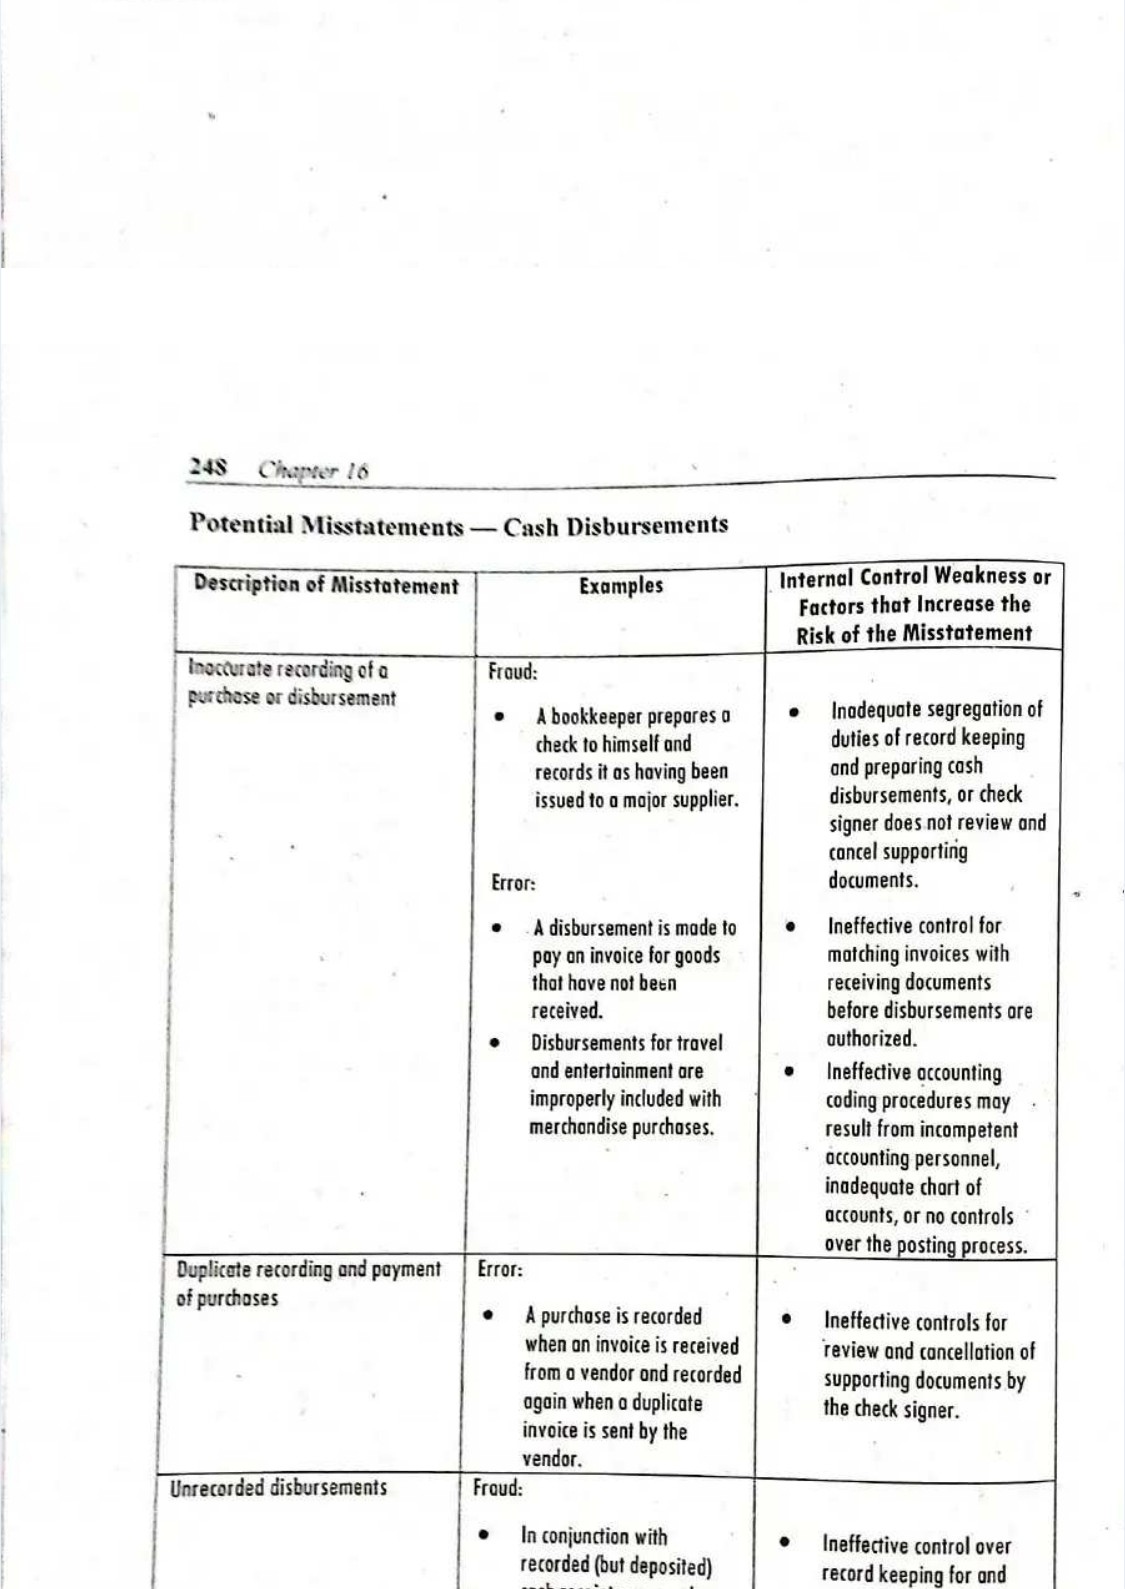 248 Chapter 16
Potential Misstatements — Cash Disbursements
Description of Misstatement
Examples
Internal Control Weakness or
Factors that Increase the
Risk of the Misstatement
Inaccurate recording of a
purchase or disbursement
Fraud:
• A bookkeeper prepares a
check to himself and
records it as having been
issued to a major supplier.
Error:
• A disbursement is made to
pay an invoice for goods
that have not been
received.
• Disbursements for travel
and entertainment are
improperly included with
merchandise purchases.
• Inadequate segregation of
duties of record keeping
and preparing cash
disbursements, or check
signer does not review and
cancel supporting
documents.
• Ineffective control for
matching invoices with
receiving documents
before disbursements are
authorized.
• Ineffective accounting
coding procedures may
result from incompetent
accounting personnel,
inadequate chart of
accounts, or no controls
over the posting process.
Duplicate recording and payment
of purchases
Error:
• A purchase is recorded
when an invoice is received
from a vendor and recorded
again when a duplicate
invoice is sent by the
vendor.
• Ineffective controls for
review and cancellation of
supporting documents by
the check signer.
Unrecorded disbursements
Fraud:
• In conjunction with
recorded (but deposited)
• Ineffective control over
record keeping for and